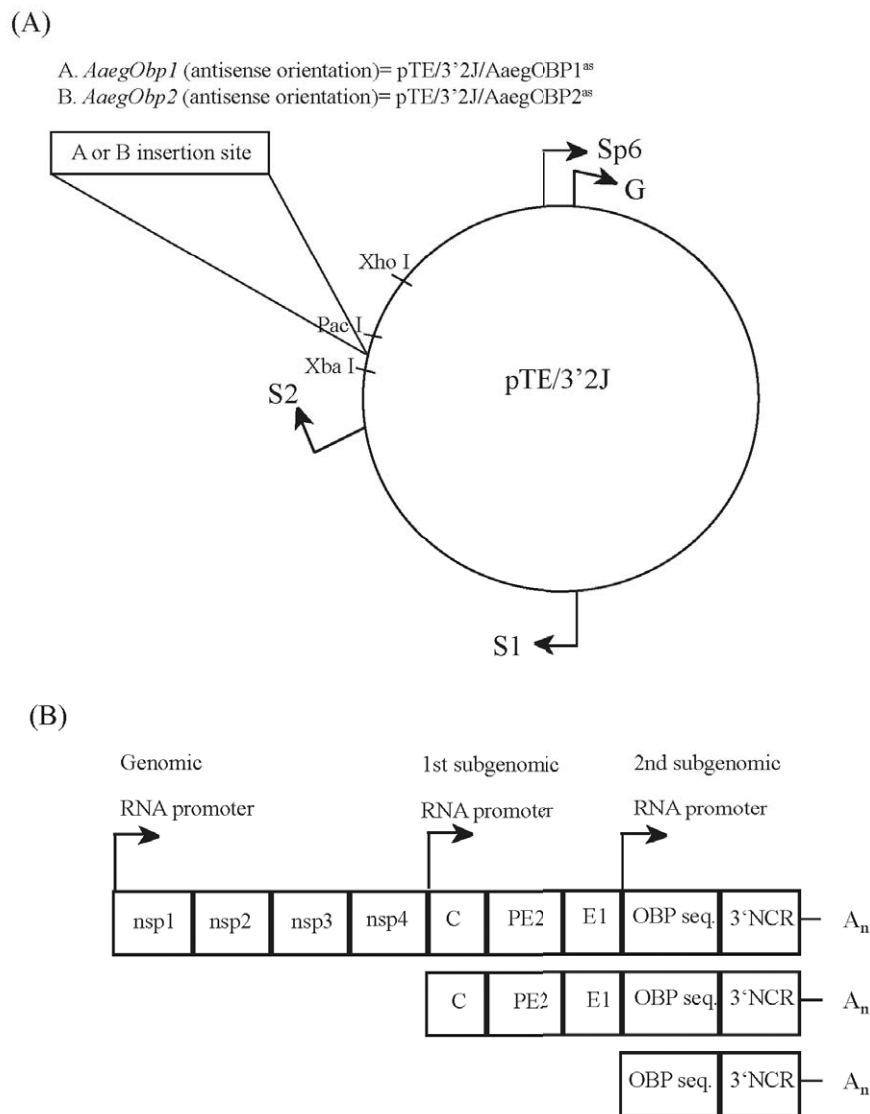 (A)
A. AaegObp1 (antisense orientation)= pTE/3'2J/AaegOBP1ᵃˢ
B. AaegObp2 (antisense orientation)= pTE/3'2J/AaegOBP2ᵃˢ
A or B insertion site
Sp6
G
Xho I
Pac I
Xba I
S2
pTE/3'2J
S1
(B)
Genomic 1st subgenomic 2nd subgenomic
RNA promoter RNA promoter RNA promoter
nsp1 nsp2 nsp3 nsp4 C PE2 E1 OBP seq. 3'NCR Aₙ
C PE2 E1 OBP seq. 3'NCR Aₙ
OBP seq. 3'NCR Aₙ